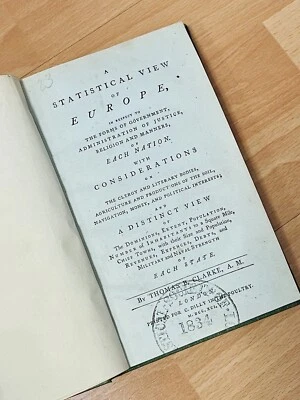 A
STATISTICAL VIEW
OF
EUROPE,
IN RESPECT TO
THE FORMS OF GOVERNMENT,
ADMINISTRATION OF JUSTICE,
RELIGION AND MANNERS,
OF
EACH NATION.
WITH
CONSIDERATIONS
ON
THE CLERGY AND LITERARY BODIES,
AGRICULTURE AND PRODUCTIONS OF THE SOIL,
NAVIGATION, MONEY, AND POLITICAL INTERESTS;
AND
A DISTINCT VIEW
OF
The DOMINIONS, EXTENT, POPULATION,
NUMBER OF INHABITANTS to a SQUARE MILE,
CHIEF TOWNS, with their Size and Population,
REVENUES, EXPENCES, DEBTS, and
MILITARY and NAVAL STRENGTH
OF
EACH STATE.
By THOMAS B. CLARKE, A. M.
LONDON:
PRINTED FOR C. DILLY IN THE POULTRY.
1834